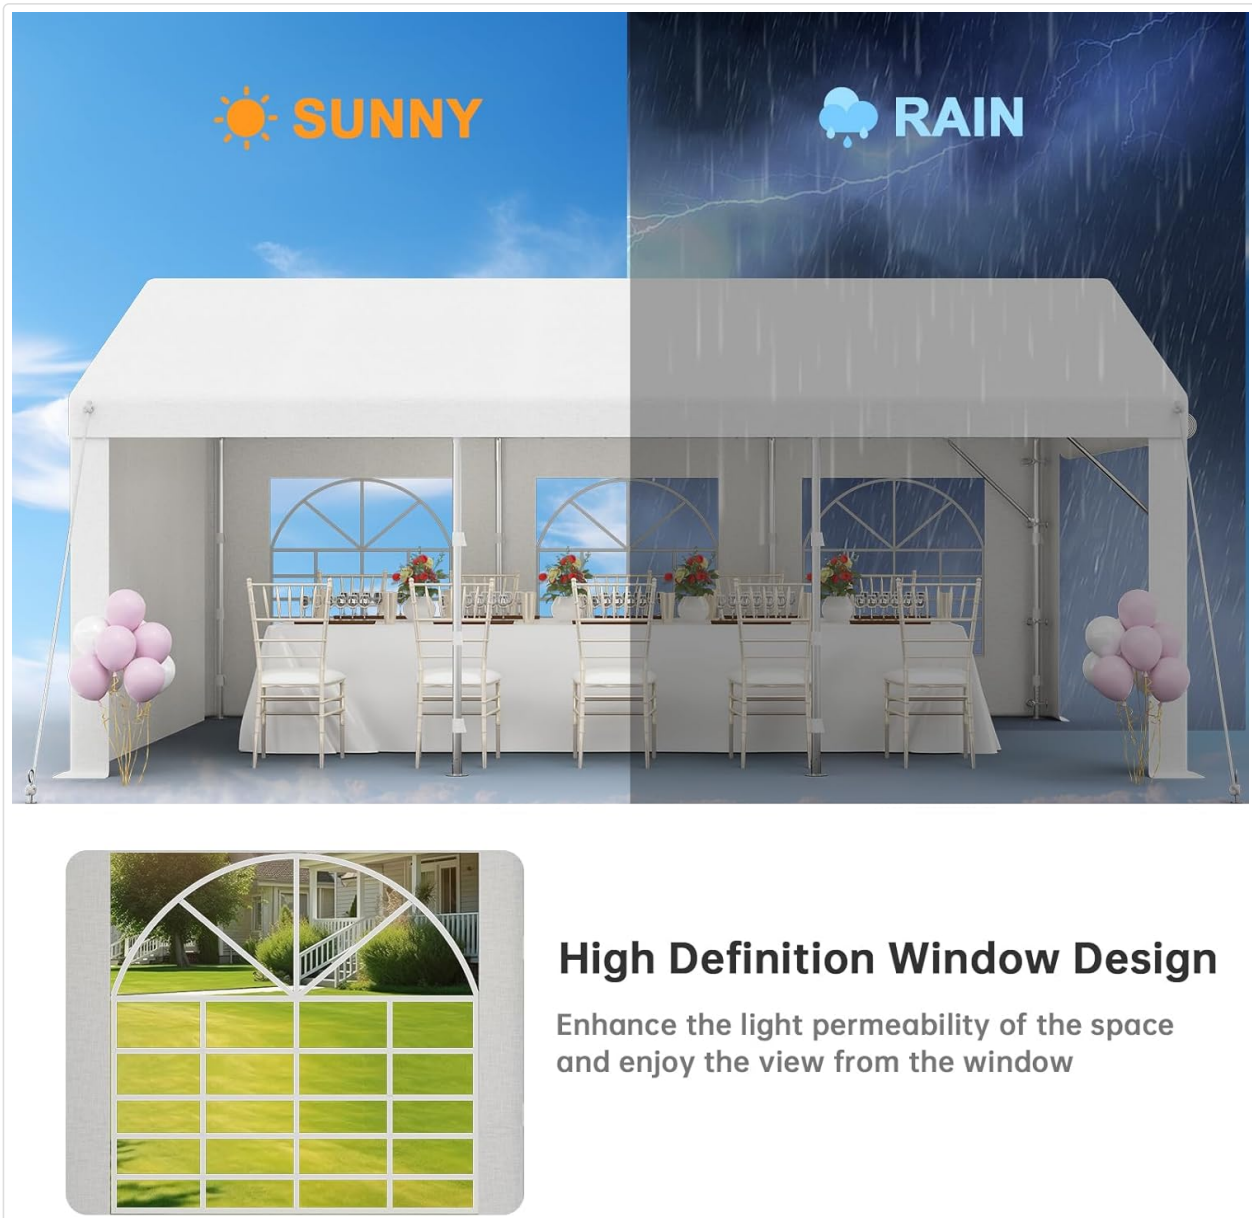 SUNNY
RAIN
High Definition Window Design
Enhance the light permeability of the space
and enjoy the view from the window